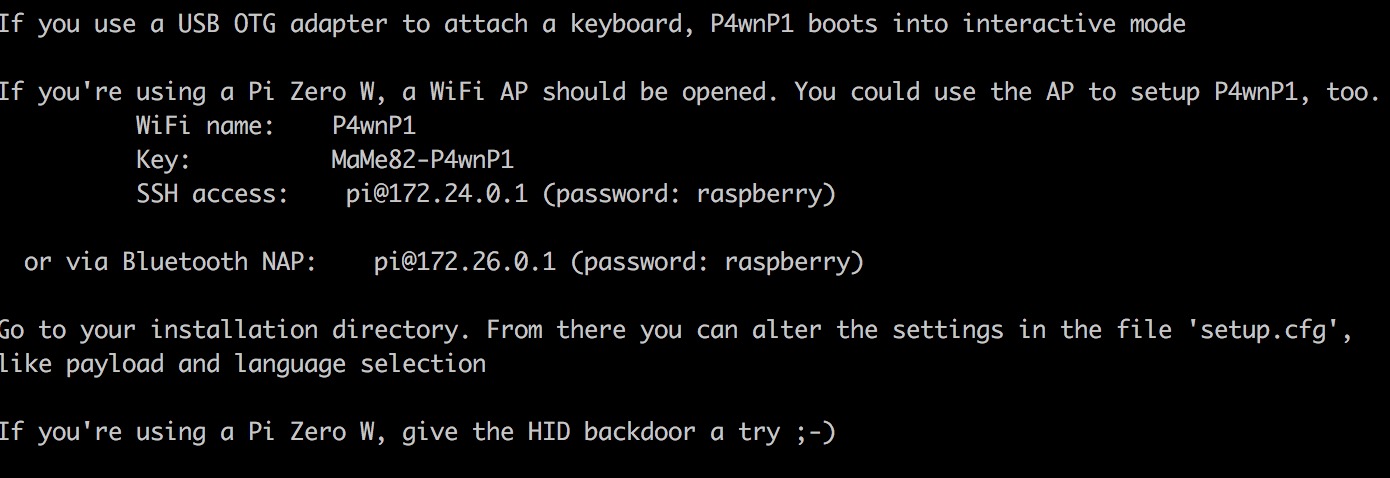 If you use a USB OTG adapter to attach a keyboard, P4wnP1 boots into interactive mode
If you're using a Pi Zero W, a WiFi AP should be opened. You could use the AP to setup P4wnP1, too.
WiFi name: P4wnP1
Key: MaMe82-P4wnP1
SSH access: pi@172.24.0.1 (password: raspberry)
or via Bluetooth NAP: pi@172.26.0.1 (password: raspberry)
Go to your installation directory. From there you can alter the settings in the file 'setup.cfg',
like payload and language selection
If you're using a Pi Zero W, give the HID backdoor a try ;-)